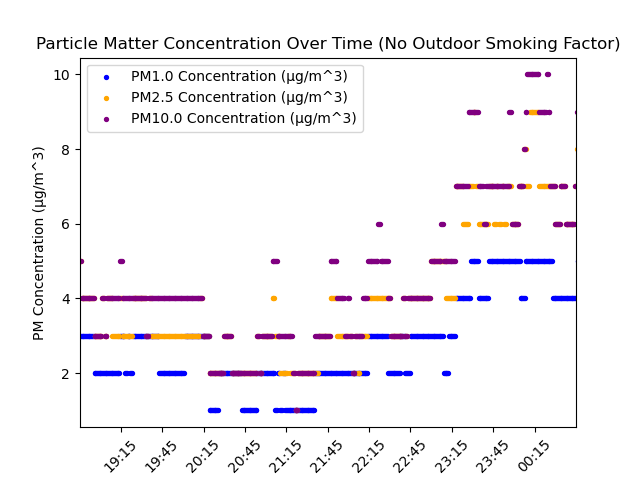 Particle Matter Concentration Over Time (No Outdoor Smoking Factor)
PM1.0 Concentration (µg/m^3)
PM2.5 Concentration (µg/m^3)
PM10.0 Concentration (µg/m^3)
PM Concentration (µg/m^3)
10
8
6
4
2
19:15 19:45 20:15 20:45 21:15 21:45 22:15 22:45 23:15 23:45 00:15